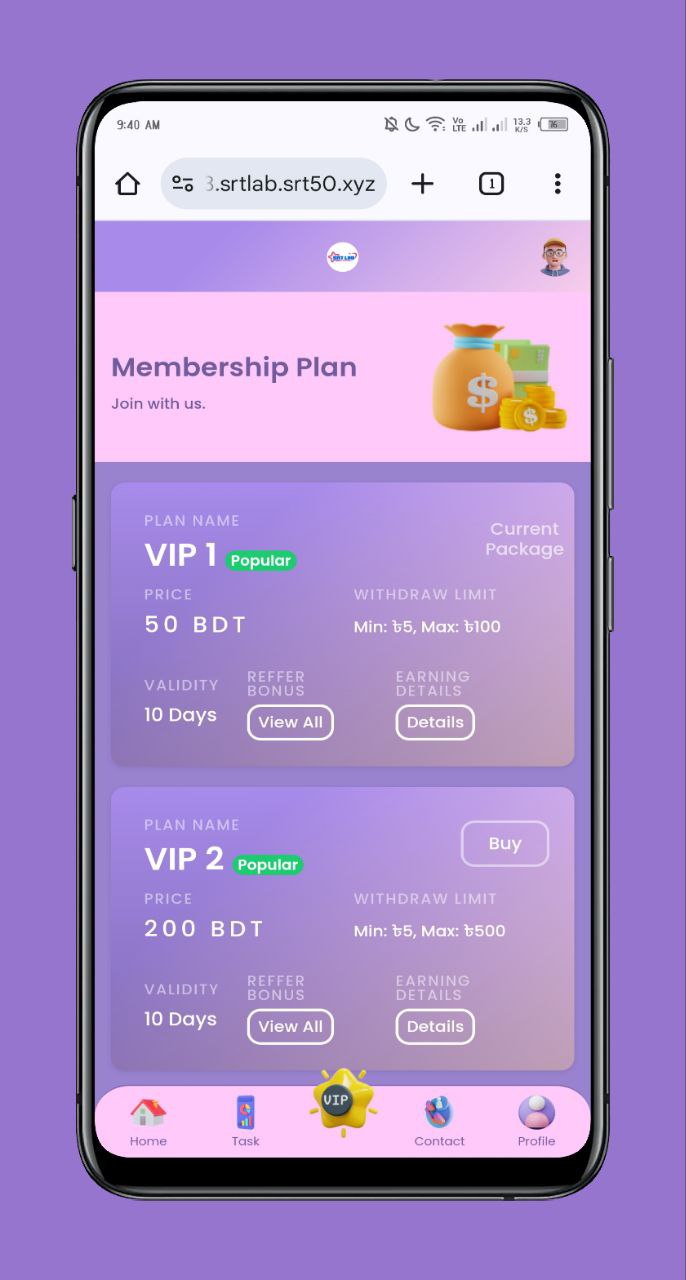 9:40 AM
Vo
LTE
13.3
K/S
76
3.srtlab.srt50.xyz
1
SRT LAB
Membership Plan
Join with us.
PLAN NAME
Current
Package
VIP 1 Popular
PRICE
WITHDRAW LIMIT
50 BDT
Min: ৳5, Max: ৳100
VALIDITY
REFFER
BONUS
EARNING
DETAILS
10 Days
View All
Details
PLAN NAME
VIP 2 Popular
Buy
PRICE
WITHDRAW LIMIT
200 BDT
Min: ৳5, Max: ৳500
VALIDITY
REFFER
BONUS
EARNING
DETAILS
10 Days
View All
Details
VIP
Home
Task
Contact
Profile